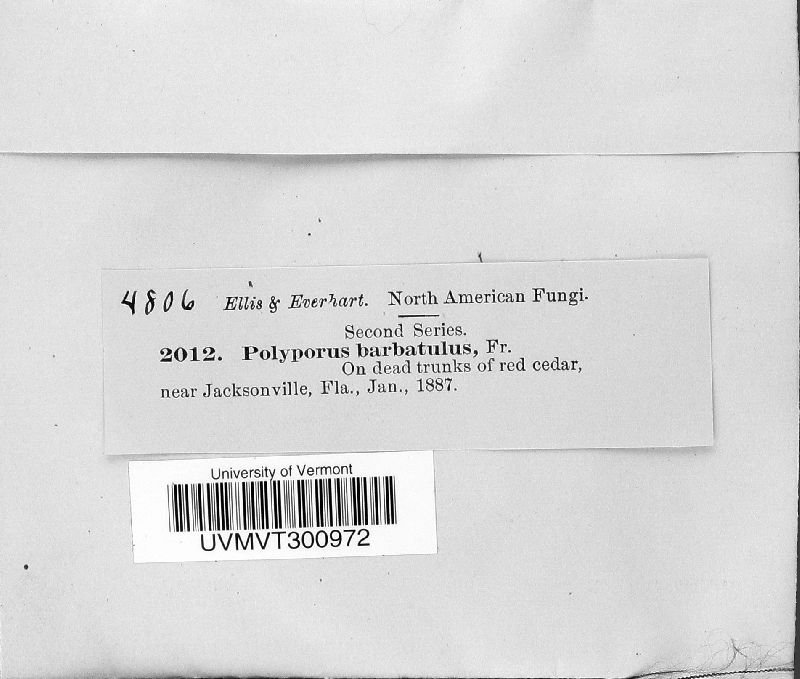 4806 Ellis & Everhart. North American Fungi.
Second Series.
2012. Polyporus barbatulus, Fr.
On dead trunks of red cedar,
near Jacksonville, Fla., Jan., 1887.
University of Vermont
UVMVT300972